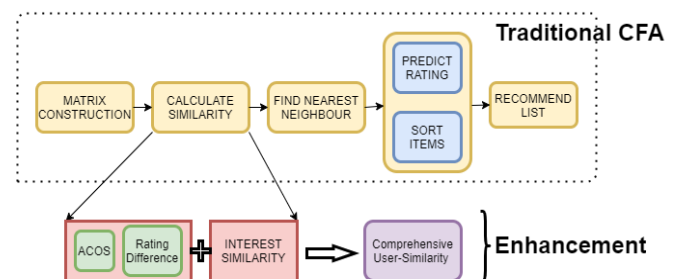 Traditional CFA
MATRIX
CONSTRUCTION
CALCULATE
SIMILARITY
FIND NEAREST
NEIGHBOUR
PREDICT
RATING
SORT
ITEMS
RECOMMEND
LIST
ACOS
Rating
Difference
INTEREST
SIMILARITY
Comprehensive
User-Similarity
Enhancement